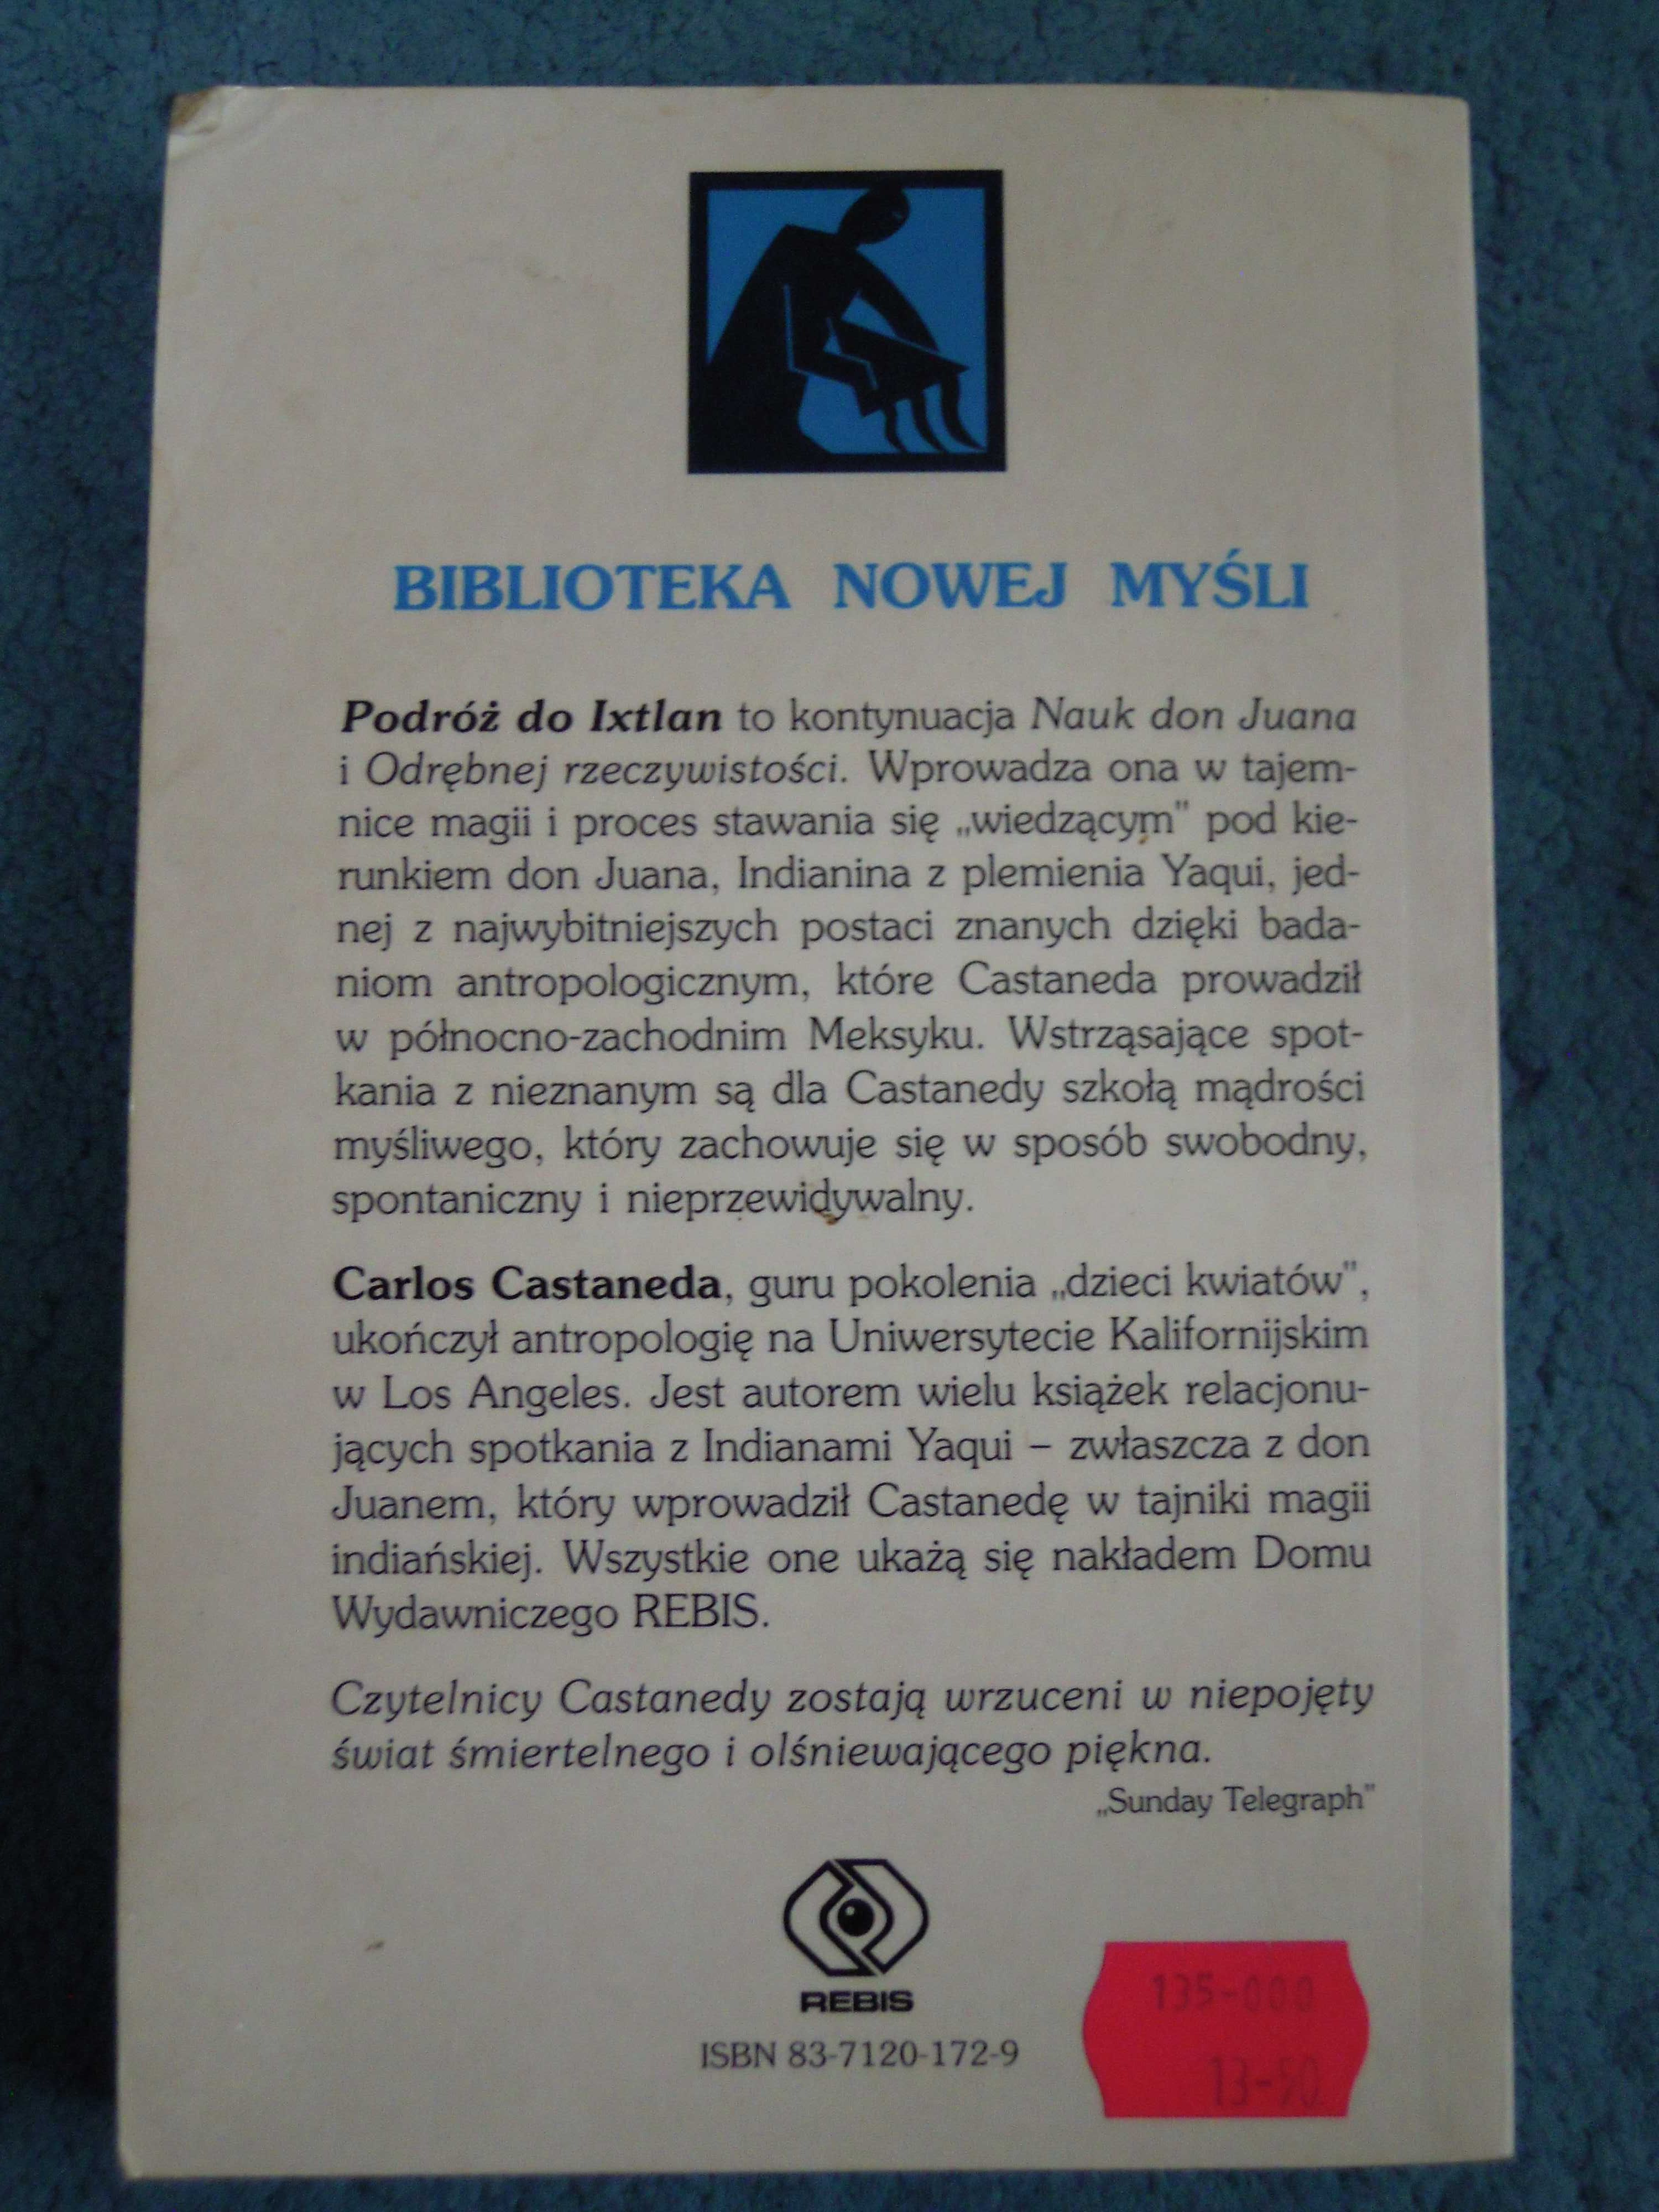 BIBLIOTEKA NOWEJ MYŚLI
Podróż do Ixtlan to kontynuacja Nauk don Juana
i Odrębnej rzeczywistości. Wprowadza ona w tajem-
nice magii i proces stawania się „wiedzącym" pod kie-
runkiem don Juana, Indianina z plemienia Yaqui, jed-
nej z najwybitniejszych postaci znanych dzięki bada-
niom antropologicznym, które Castaneda prowadził
w północno-zachodnim Meksyku. Wstrząsające spot-
kania z nieznanym są dla Castanedy szkołą mądrości
myśliwego, który zachowuje się w sposób swobodny,
spontaniczny i nieprzewidywalny.
Carlos Castaneda, guru pokolenia „dzieci kwiatów",
ukończył antropologię na Uniwersytecie Kalifornijskim
w Los Angeles. Jest autorem wielu książek relacjonu-
jących spotkania z Indianami Yaqui – zwłaszcza z don
Juanem, który wprowadził Castanedę w tajniki magii
indiańskiej. Wszystkie one ukażą się nakładem Domu
Wydawniczego REBIS.
Czytelnicy Castanedy zostają wrzuceni w niepojęty
świat śmiertelnego i olśniewającego piękna.
„Sunday Telegraph"
REBIS
ISBN 83-7120-172-9
135-000
13-50